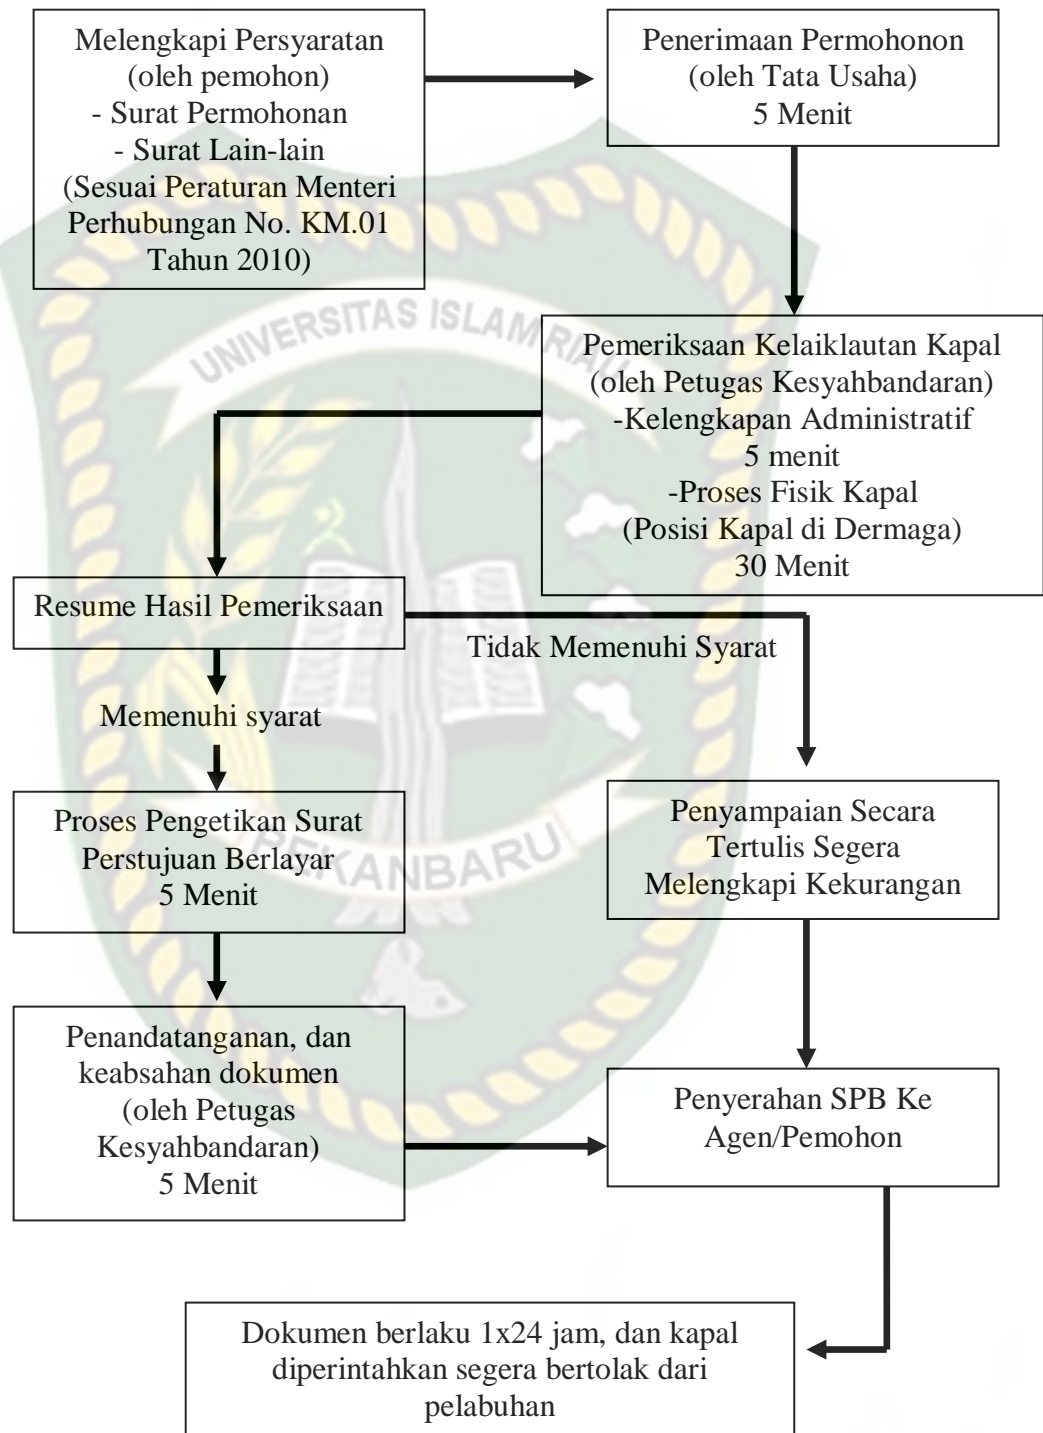 Melengkapi Persyaratan
(oleh pemohon)
- Surat Permohonan
- Surat Lain-lain
(Sesuai Peraturan Menteri
Perhubungan No. KM.01
Tahun 2010)
Penerimaan Permohonon
(oleh Tata Usaha)
5 Menit
UNIVERSITAS ISLAM RIAU
Pemeriksaan Kelaiklautan Kapal
(oleh Petugas Kesyahbandaran)
-Kelengkapan Administratif
5 menit
-Proses Fisik Kapal
(Posisi Kapal di Dermaga)
30 Menit
Resume Hasil Pemeriksaan
Tidak Memenuhi Syarat
Memenuhi syarat
Proses Pengetikan Surat
Perstujuan Berlayar
5 Menit
Penyampaian Secara
Tertulis Segera
Melengkapi Kekurangan
PEKANBARU
Penandatanganan, dan
keabsahan dokumen
(oleh Petugas
Kesyahbandaran)
5 Menit
Penyerahan SPB Ke
Agen/Pemohon
Dokumen berlaku 1x24 jam, dan kapal
diperintahkan segera bertolak dari
pelabuhan